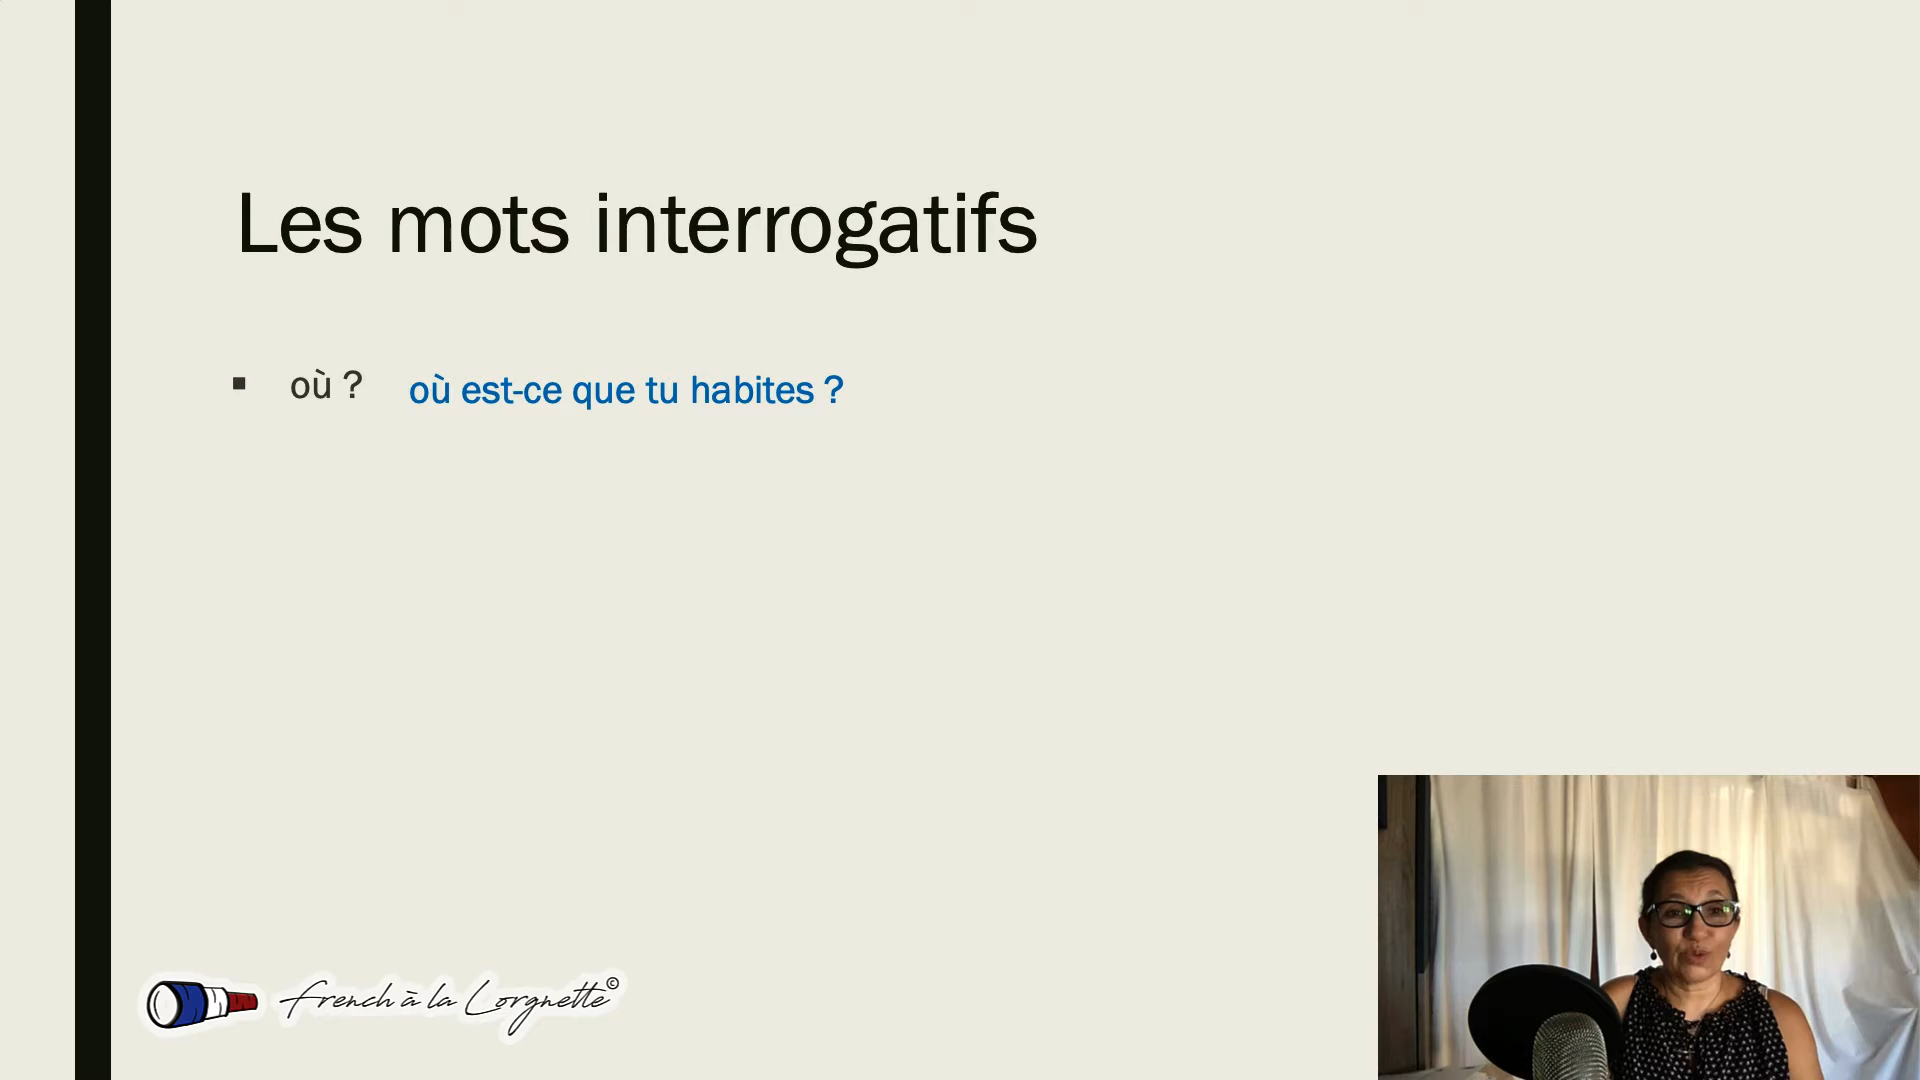 Les mots interrogatifs
▪ où ? où est-ce que tu habites ?
French à la Lorgnette©